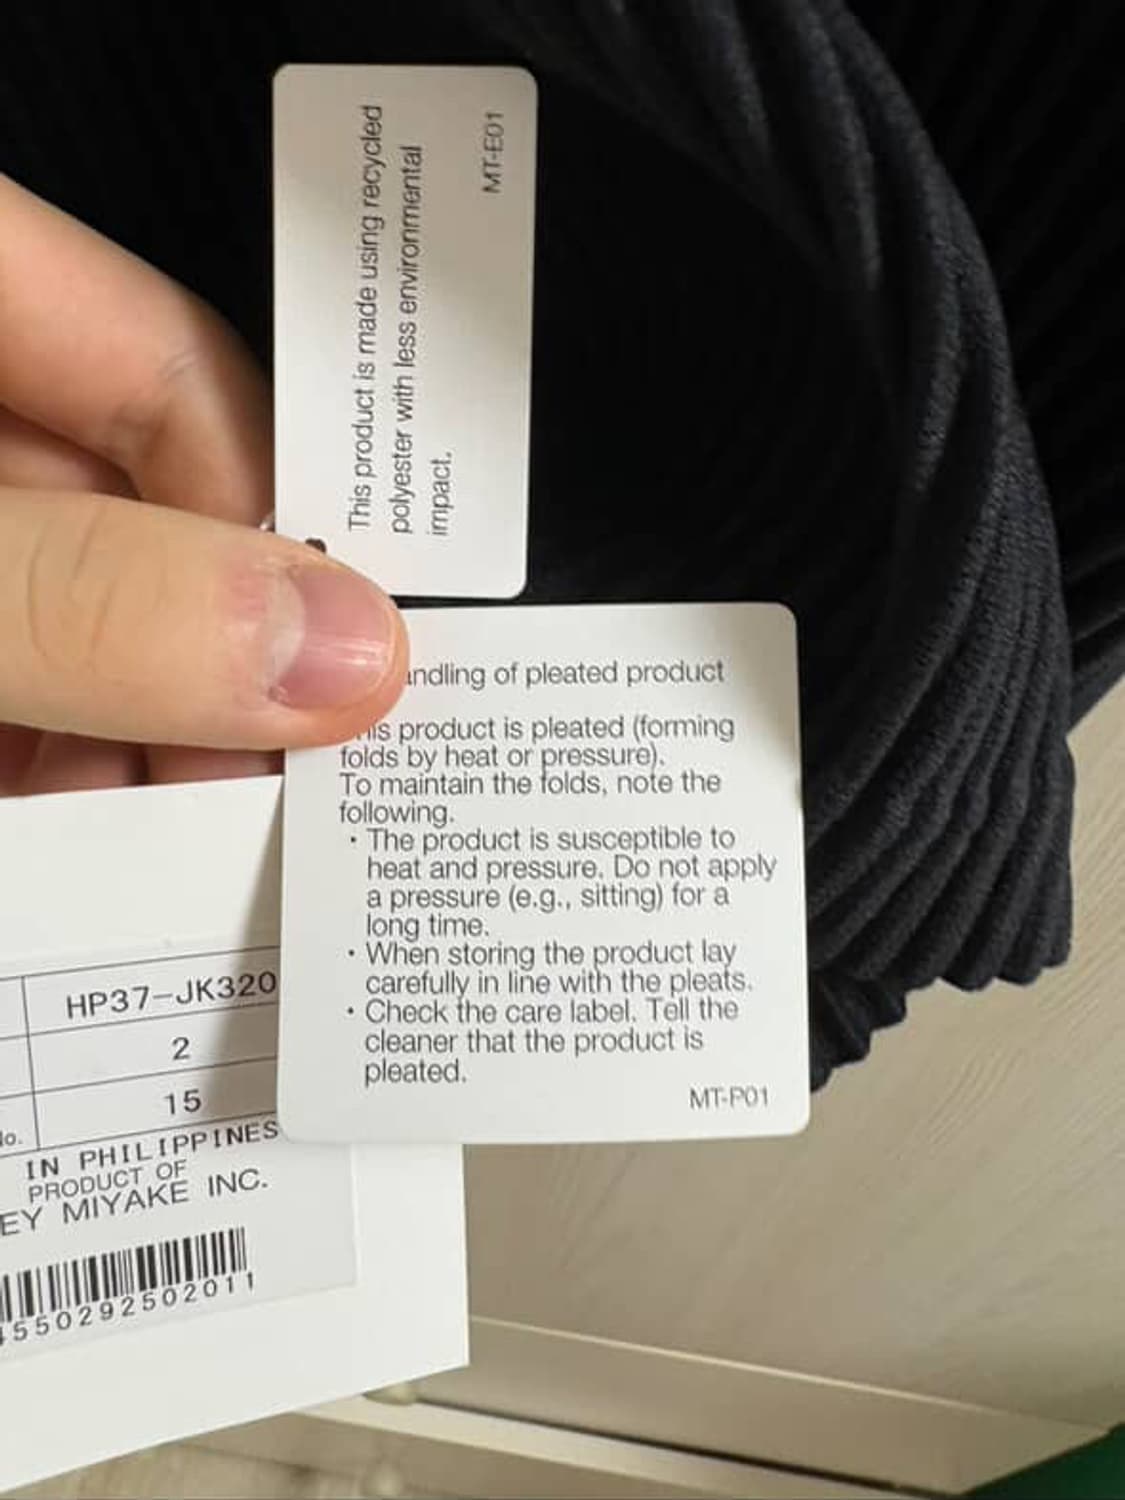 This product is made using recycled
polyester with less environmental
impact.
MT-E01
ndling of pleated product
is product is pleated (forming
folds by heat or pressure).
To maintain the folds, note the
following.
・The product is susceptible to
heat and pressure. Do not apply
a pressure (e.g., sitting) for a
long time.
・When storing the product lay
carefully in line with the pleats.
・Check the care label. Tell the
cleaner that the product is
pleated.
MT-P01
HP37-JK320
2
15
No.
IN PHILIPPINES
PRODUCT OF
EY MIYAKE INC.
4550292502011